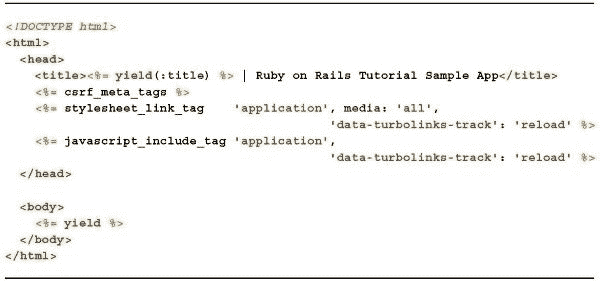 <!DOCTYPE html>
<html>
  <head>
    <title><%= yield(:title) %> | Ruby on Rails Tutorial Sample App</title>
    <%= csrf_meta_tags %>
    <%= stylesheet_link_tag    'application', media: 'all',
                                              'data-turbolinks-track': 'reload' %>
    <%= javascript_include_tag 'application',
                                              'data-turbolinks-track': 'reload' %>
  </head>

  <body>
    <%= yield %>
  </body>
</html>